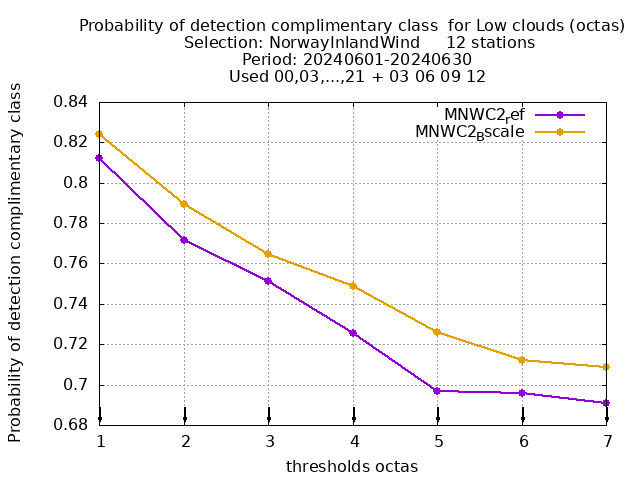 Probability of detection complimentary class  for Low clouds (octas)
Selection: NorwayInlandWind     12 stations
Period: 20240601-20240630
Used 00,03,...,21 + 03 06 09 12
Probability of detection complimentary class
0.84
0.82
0.8
0.78
0.76
0.74
0.72
0.7
0.68
MNWC2ref
MNWC2Bscale
1 2 3 4 5 6 7
thresholds octas